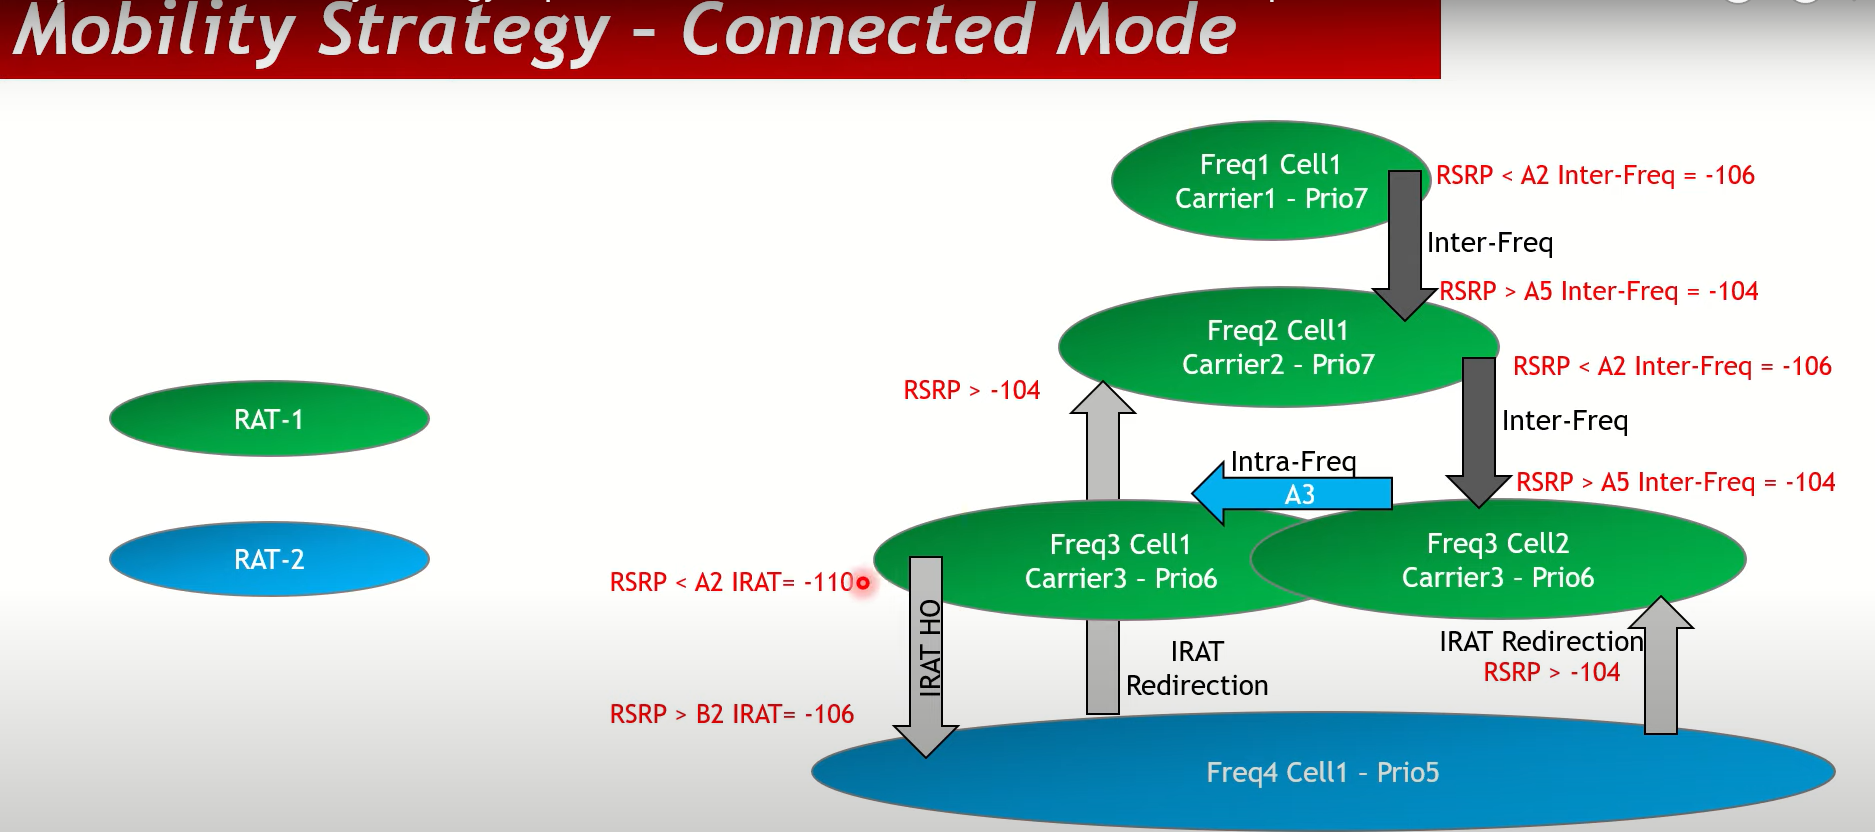 Mobility Strategy – Connected Mode
Freq1 Cell1
Carrier1 – Prio7
RSRP < A2 Inter-Freq = -106
Inter-Freq
RSRP > A5 Inter-Freq = -104
Freq2 Cell1
Carrier2 – Prio7
RSRP < A2 Inter-Freq = -106
RSRP > -104
Inter-Freq
RAT-1
Intra-Freq
A3
RSRP > A5 Inter-Freq = -104
Freq3 Cell1
Carrier3 – Prio6
Freq3 Cell2
Carrier3 – Prio6
RAT-2
RSRP < A2 IRAT= -110
IRAT HO
IRAT
Redirection
IRAT Redirection
RSRP > -104
RSRP > B2 IRAT= -106
Freq4 Cell1 – Prio5